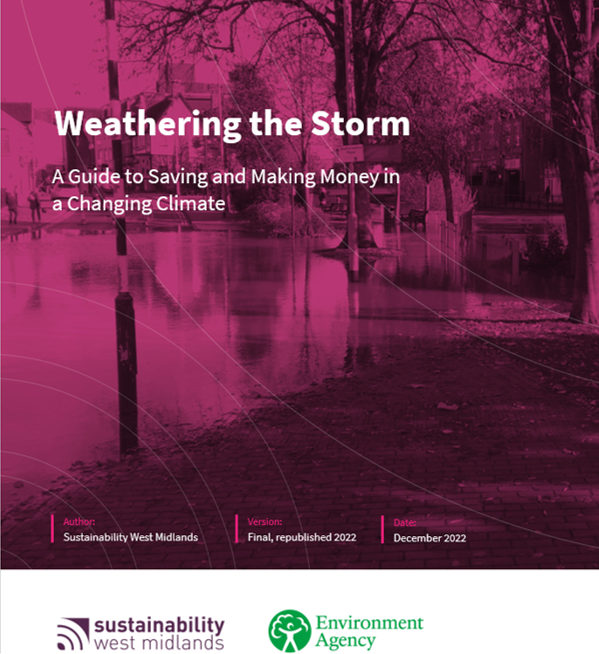 Weathering the Storm
A Guide to Saving and Making Money in
a Changing Climate
Author:
Sustainability West Midlands
Version:
Final, republished 2022
Date:
December 2022
sustainability
west midlands
Environment
Agency